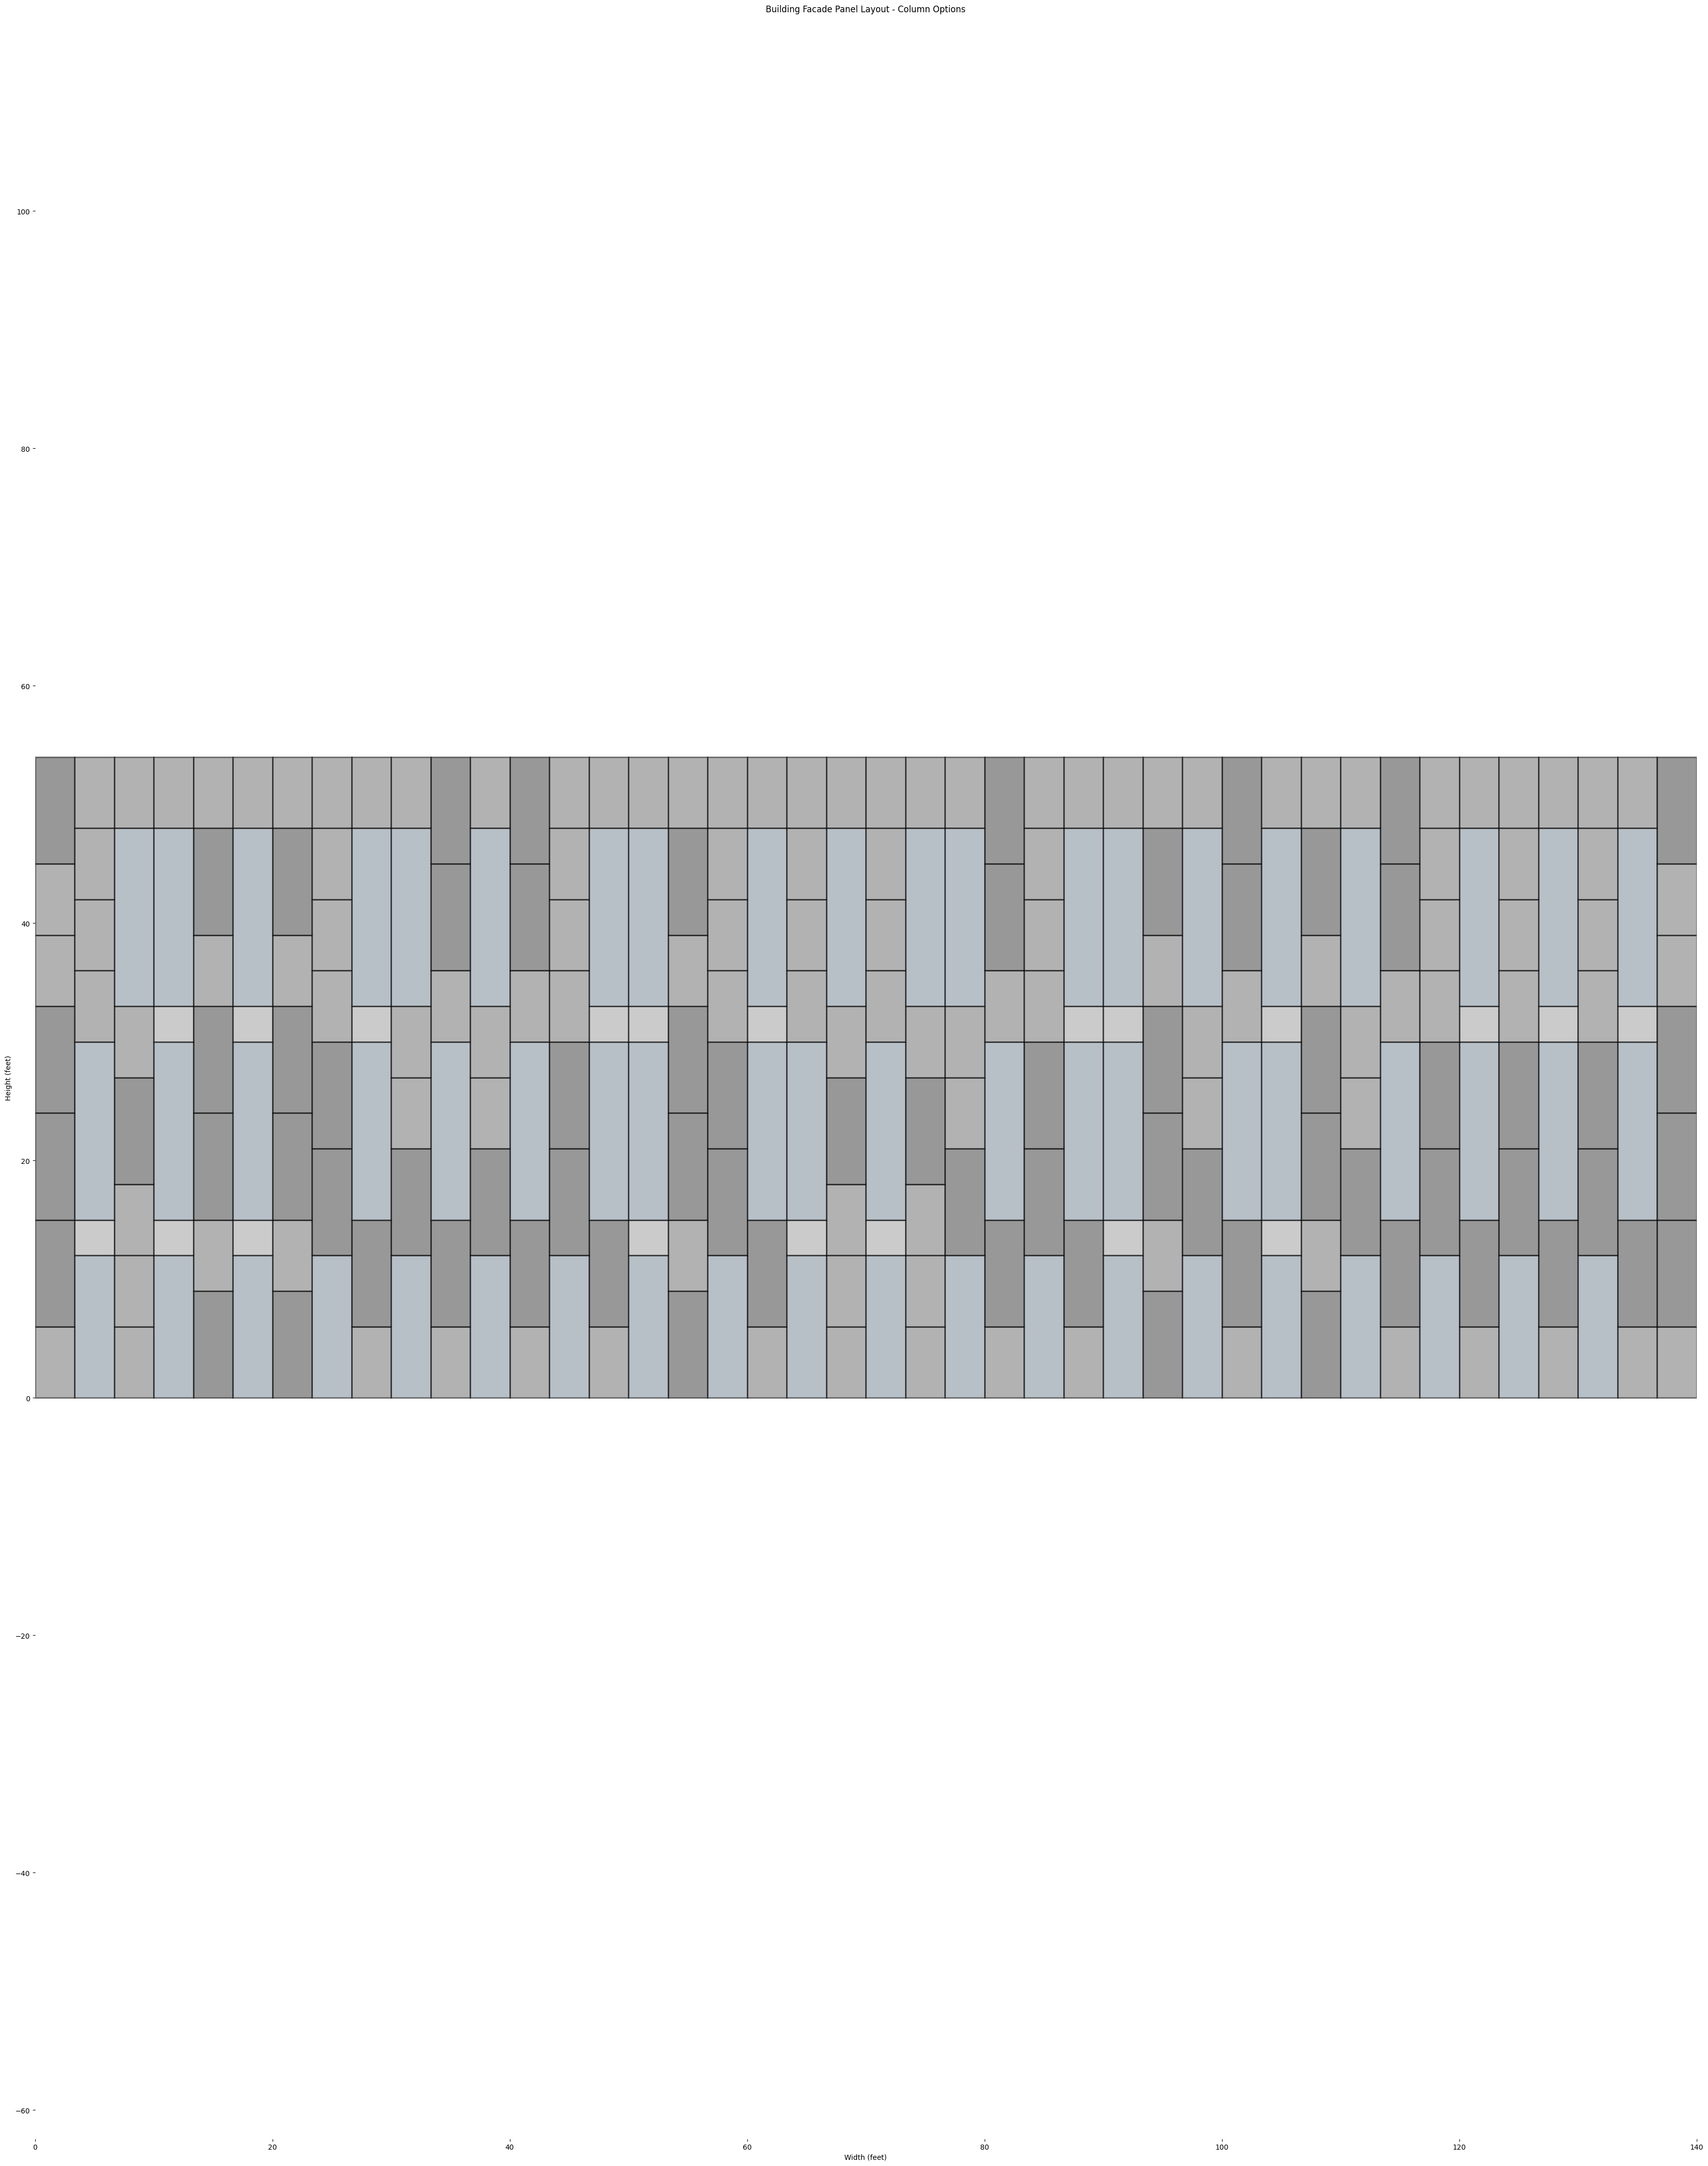 Building Facade Panel Layout - Column Options
100
80
60
40
20
0
−20
−40
−60
Height (feet)
0 20 40 60 80 100 120 140
Width (feet)